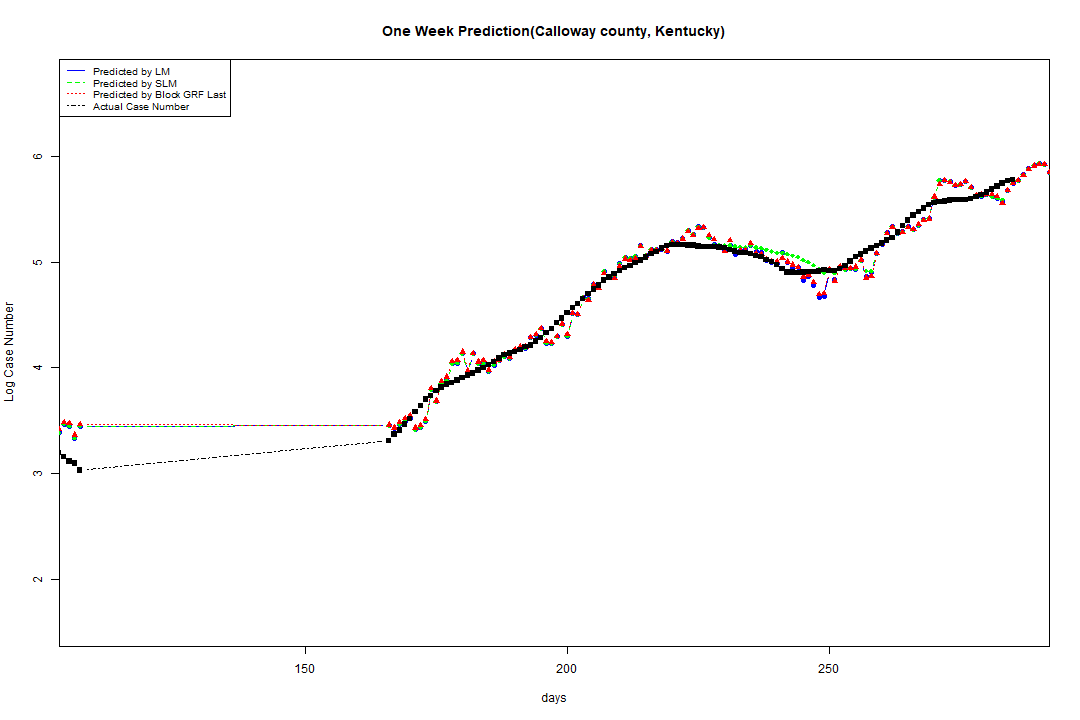 One Week Prediction(Calloway county, Kentucky)
Predicted by LM
Predicted by SLM
Predicted by Block GRF Last
Actual Case Number
6
5
4
3
2
Log Case Number
150 200 250
days